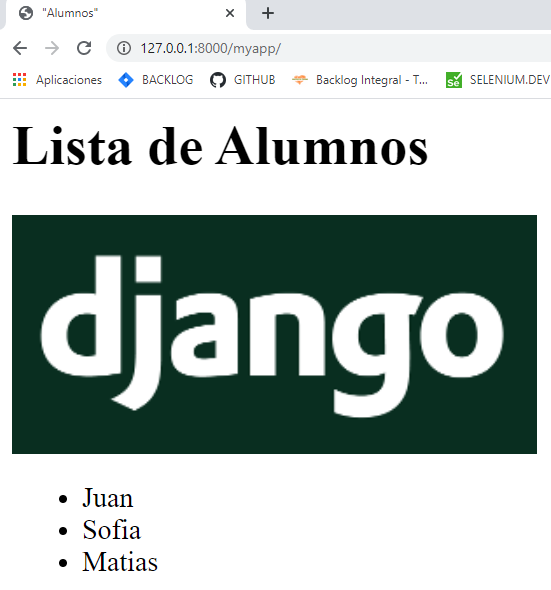 "Alumnos"
127.0.0.1:8000/myapp/
Aplicaciones BACKLOG GITHUB Backlog Integral - T... SELENIUM.DEV
Lista de Alumnos
django
Juan
Sofia
Matias